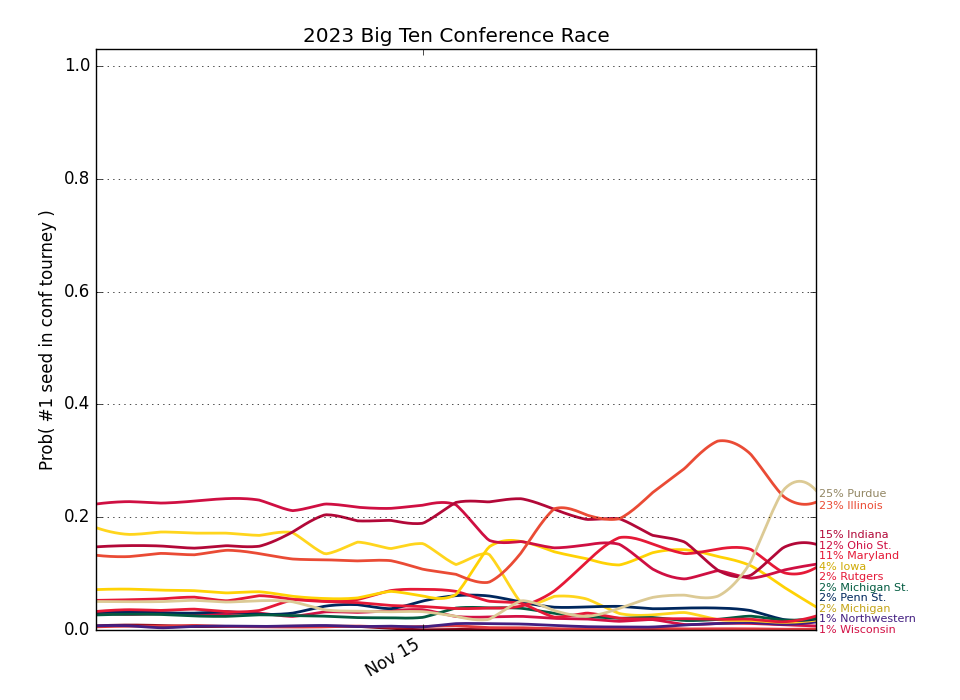 2023 Big Ten Conference Race
Prob( #1 seed in conf tourney )
1.0
0.8
0.6
0.4
0.2
0.0
Nov 15
25% Purdue
23% Illinois
15% Indiana
12% Ohio St.
11% Maryland
4% Iowa
2% Rutgers
2% Michigan St.
2% Penn St.
2% Michigan
1% Northwestern
1% Wisconsin